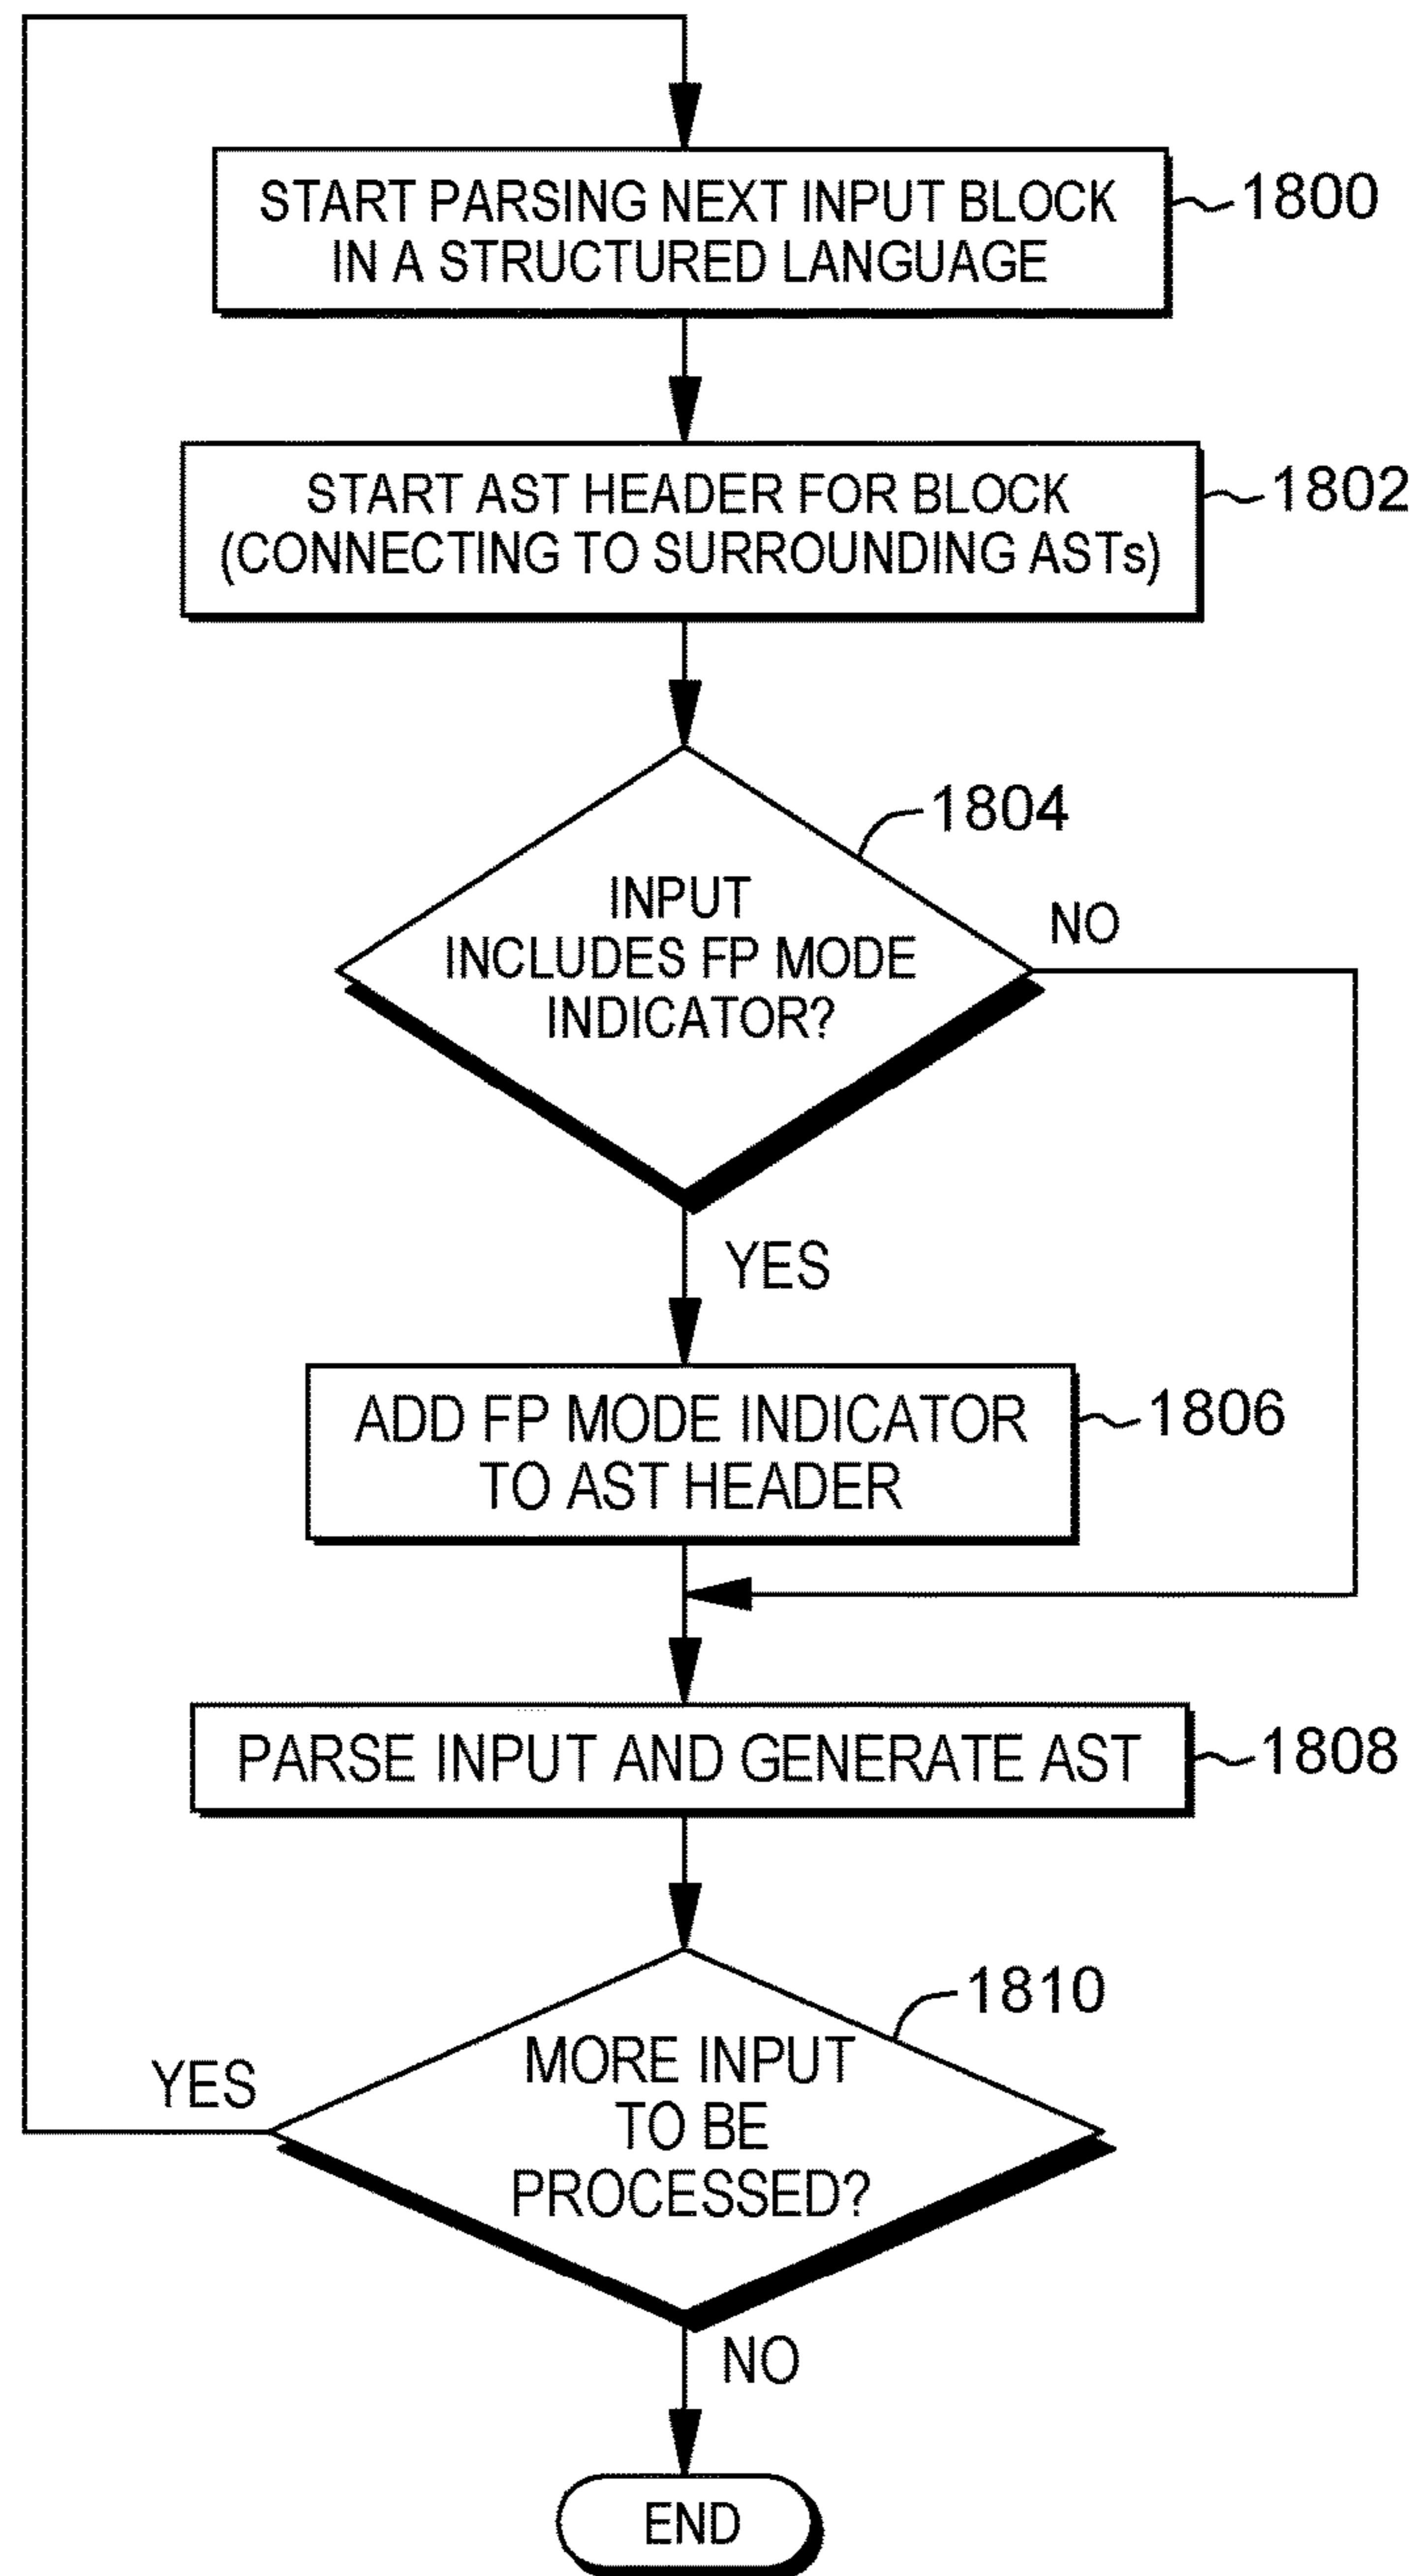 START PARSING NEXT INPUT BLOCK
IN A STRUCTURED LANGUAGE
1800
START AST HEADER FOR BLOCK
(CONNECTING TO SURROUNDING ASTs)
1802
1804
INPUT
INCLUDES FP MODE
INDICATOR?
NO
YES
ADD FP MODE INDICATOR
TO AST HEADER
1806
PARSE INPUT AND GENERATE AST
1808
1810
MORE INPUT
TO BE
PROCESSED?
YES
NO
END